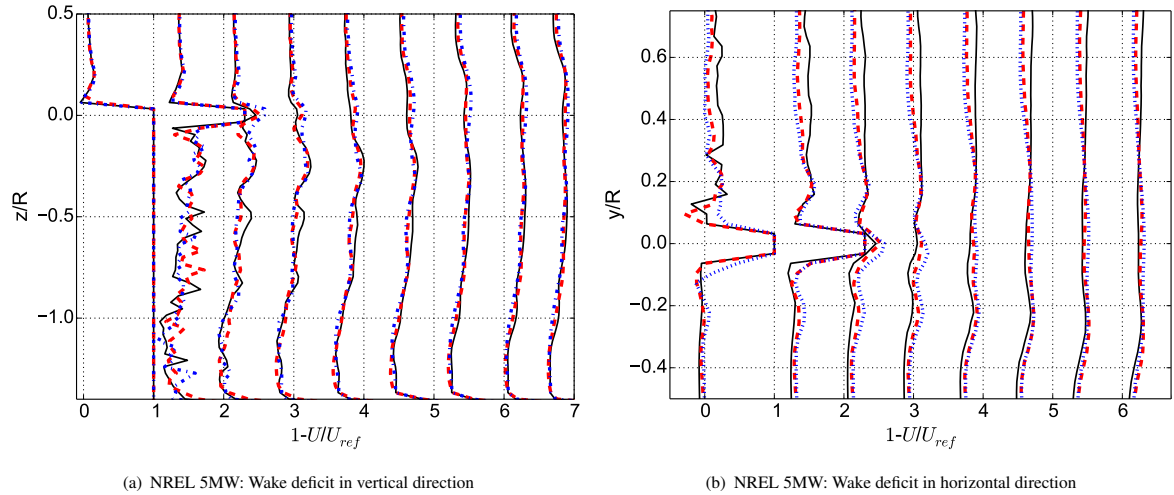 0.5
0.0
−0.5
−1.0
z/R
0 1 2 3 4 5 6 7
1-U/U_ref
(a) NREL 5MW: Wake deficit in vertical direction
0.6
0.4
0.2
0.0
−0.2
−0.4
y/R
0 1 2 3 4 5 6
1-U/U_ref
(b) NREL 5MW: Wake deficit in horizontal direction